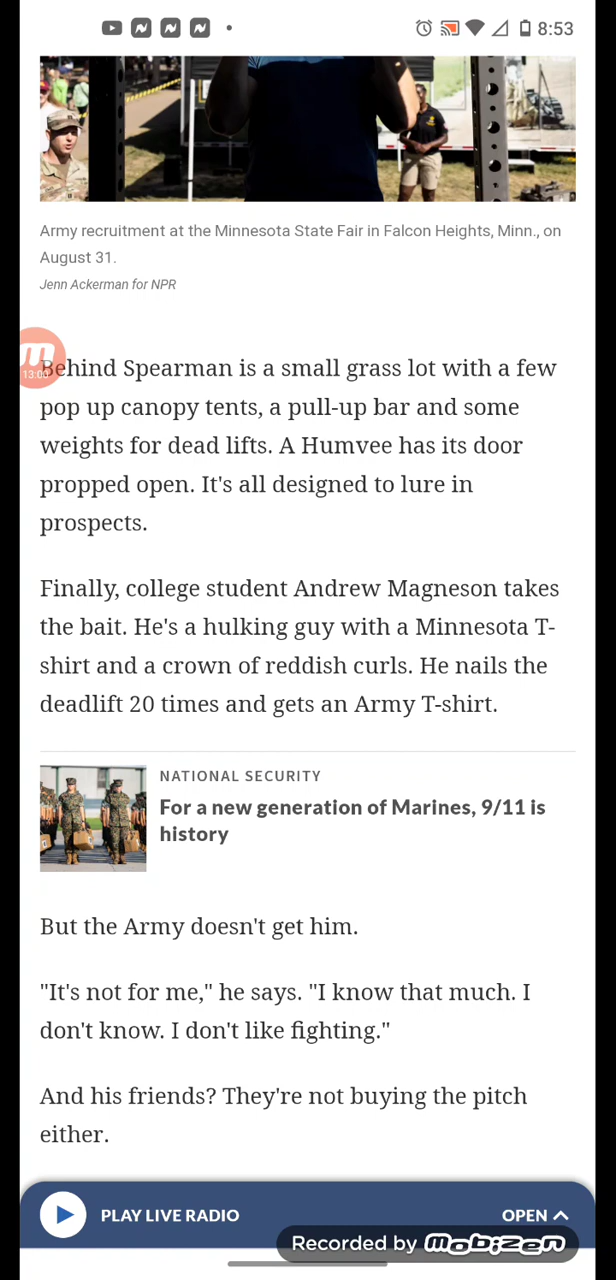 8:53
Army recruitment at the Minnesota State Fair in Falcon Heights, Minn., on
August 31.
Jenn Ackerman for NPR
13:00
Behind Spearman is a small grass lot with a few
pop up canopy tents, a pull-up bar and some
weights for dead lifts. A Humvee has its door
propped open. It's all designed to lure in
prospects.
Finally, college student Andrew Magneson takes
the bait. He's a hulking guy with a Minnesota T-
shirt and a crown of reddish curls. He nails the
deadlift 20 times and gets an Army T-shirt.
NATIONAL SECURITY
For a new generation of Marines, 9/11 is
history
But the Army doesn't get him.
"It's not for me," he says. "I know that much. I
don't know. I don't like fighting."
And his friends? They're not buying the pitch
either.
PLAY LIVE RADIO
OPEN
Recorded by mobizen